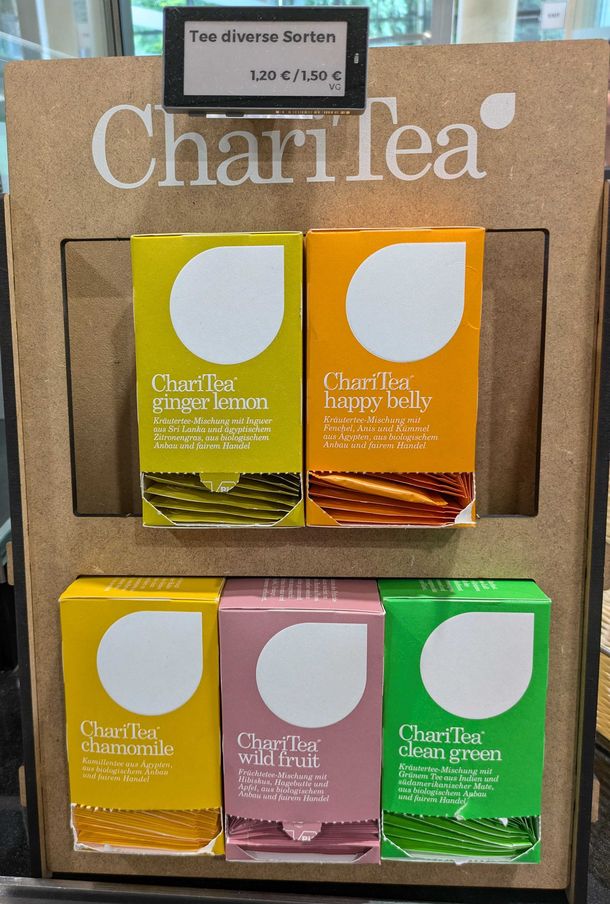 Tee diverse Sorten
1,20 €/1,50 €
VG
ChariTea
ChariTea
ginger lemon
Kräutertee-Mischung mit Ingwer
aus Sri Lanka und ägyptischem
Zitronengras, aus biologischem
Anbau und fairem Handel
ChariTea
happy belly
Kräutertee-Mischung mit
Fenchel, Anis und Kümmel
aus Ägypten, aus biologischem
Anbau und fairem Handel
ChariTea
chamomile
Kamillentee aus Ägypten,
aus biologischem Anbau
und fairem Handel
ChariTea
wild fruit
Früchtetee-Mischung mit
Hibiskus, Hagebutte und
Apfel, aus biologischem
Anbau und fairem Handel
ChariTea
clean green
Kräutertee-Mischung mit
Grünem Tee aus Indien und
südamerikanischer Mate,
aus biologischem Anbau
und fairem Handel